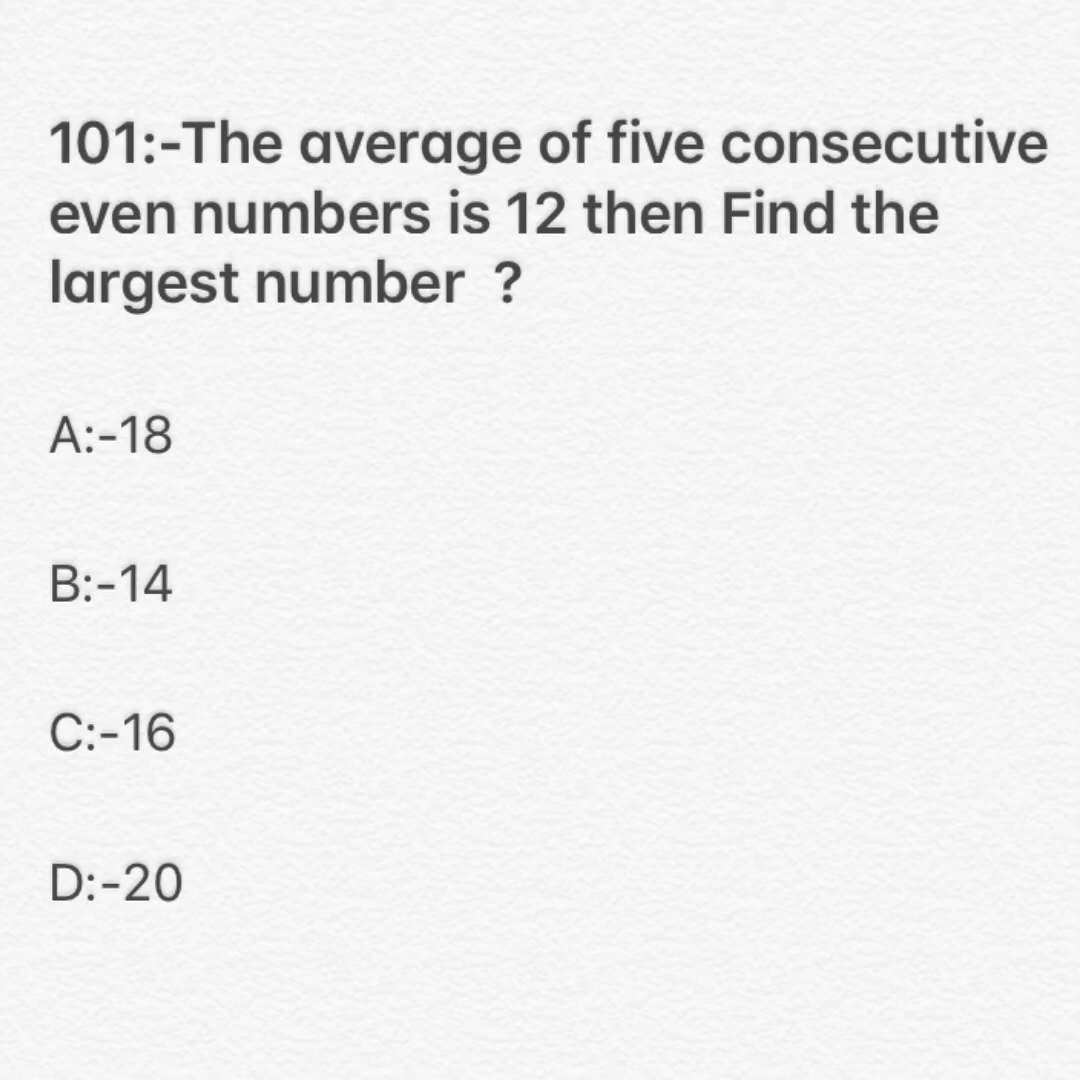 101:-The average of five consecutive
even numbers is 12 then Find the
largest number  ?
A:-18
B:-14
C:-16
D:-20